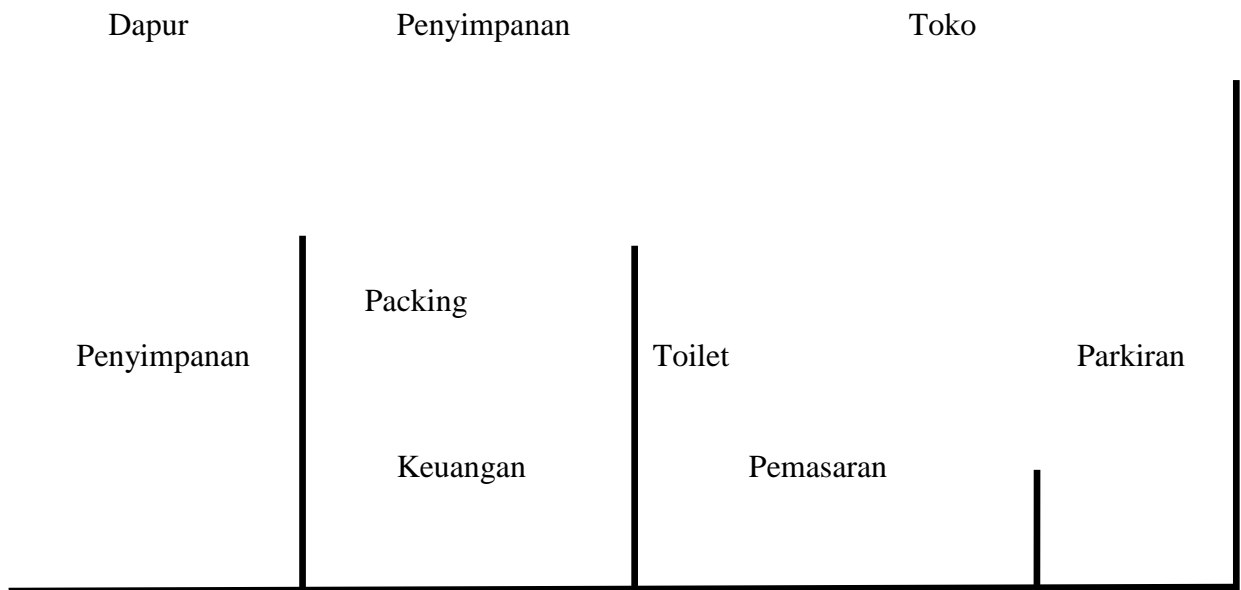 Dapur Penyimpanan Toko
Packing
Penyimpanan Toilet Parkiran
Keuangan Pemasaran